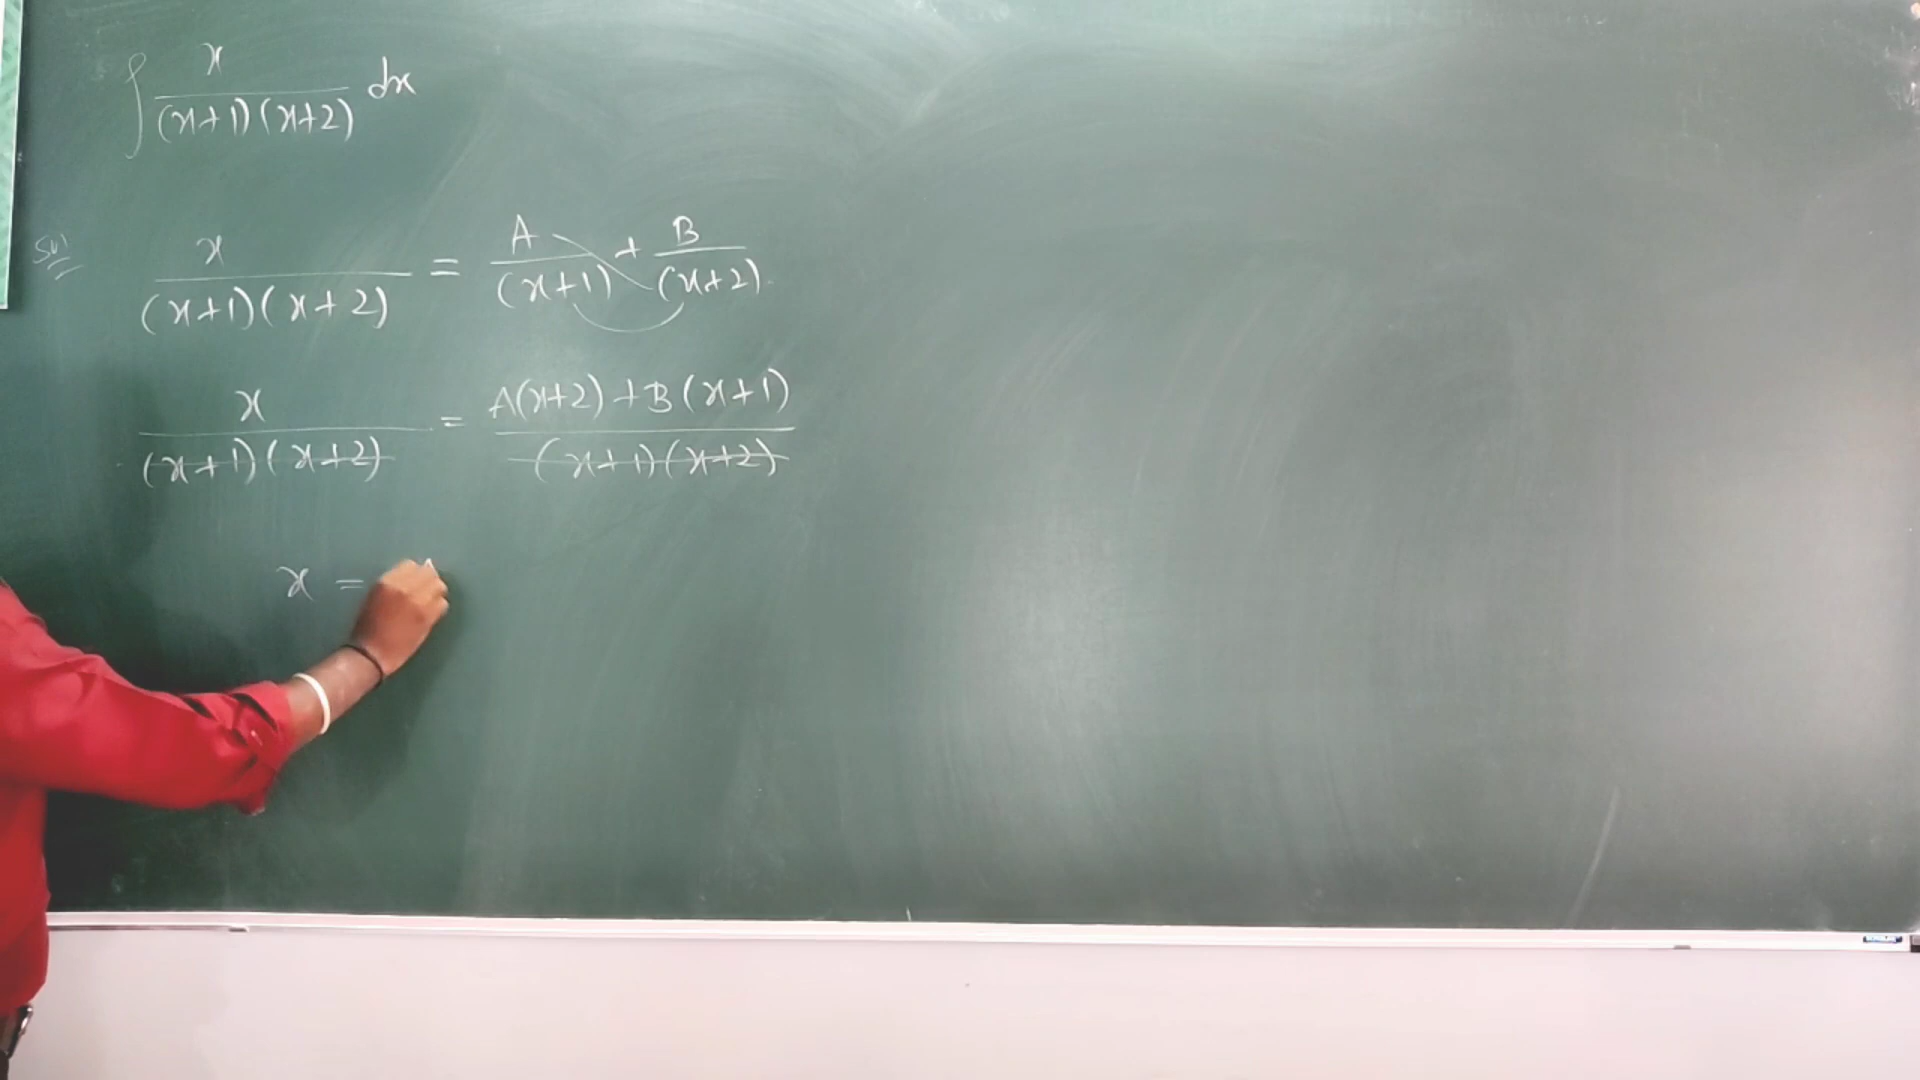 ∫ x/((x+1)(x+2)) dx
Sol x/((x+1)(x+2)) = A/(x+1) + B/(x+2)
x/((x+1)(x+2)) = (A(x+2)+B(x+1))/((x+1)(x+2))
x =